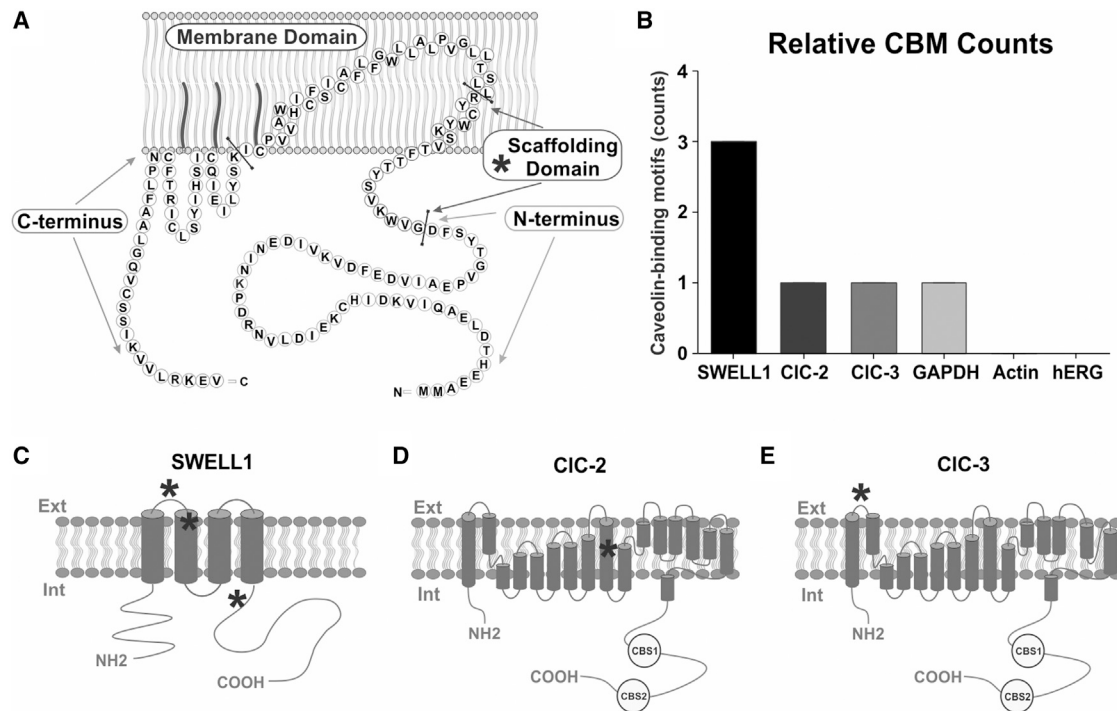 A
Membrane Domain
F F L W G L L A L P V G L L T S L L R Y C W Y K S V T F T T Y S V K W V G D F S Y T G V P E A I V D E F D V K V I D E N I N K P D R N V L D I E K C H I D K V I Q A E L D T H E E A M M = N
C I K S Y L I E I Q C I S H I Y S L C I R T F C N P L F A A L G Q V C S S I K V V L R K E V = C
Scaffolding
* Domain
C-terminus
N-terminus
B
Relative CBM Counts
Caveolin-binding motifs (counts)
4
3
2
1
0
SWELL1 ClC-2 ClC-3 GAPDH Actin hERG
C
SWELL1
Ext
*
*
Int
*
NH2
COOH
D
ClC-2
Ext
*
Int
NH2
CBS1
COOH
CBS2
E
ClC-3
*
Ext
Int
NH2
CBS1
COOH
CBS2